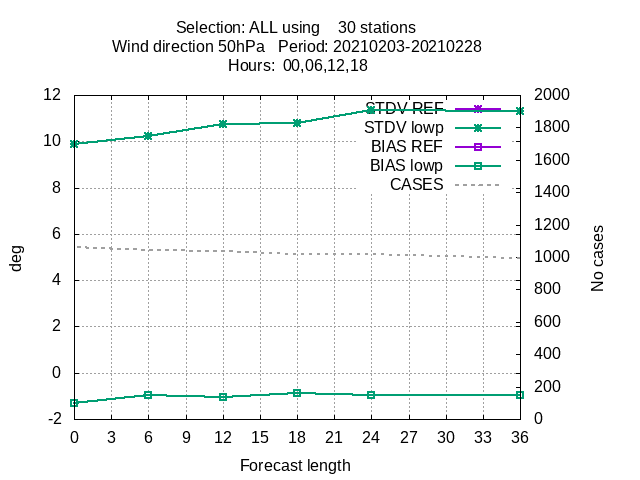 Selection: ALL using    30 stations
Wind direction 50hPa   Period: 20210203-20210228
Hours:  00,06,12,18
12 2000
STDV REF
1800
STDV lowp
10
BIAS REF
1600
BIAS lowp
8 1400
CASES
1200
6
1000
4
800
2 600
400
0
200
-2 0
deg
No cases
0 3 6 9 12 15 18 21 24 27 30 33 36
Forecast length